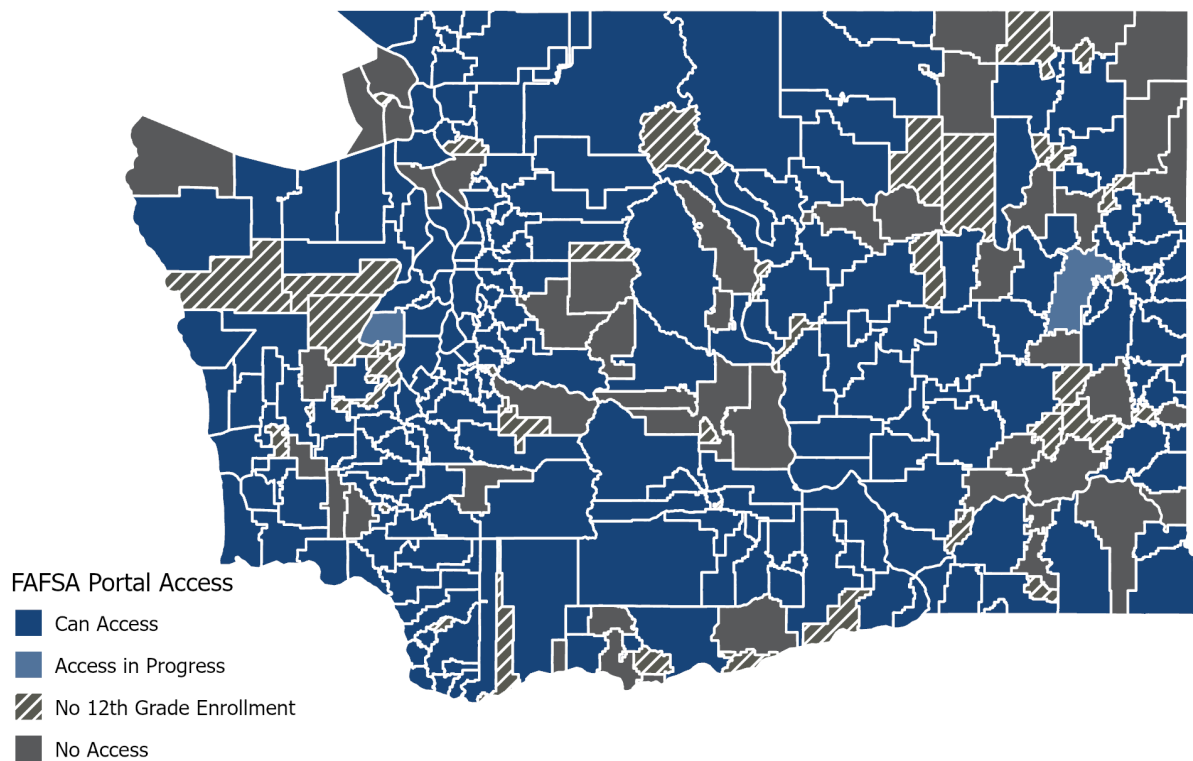 FAFSA Portal Access
Can Access
Access in Progress
No 12th Grade Enrollment
No Access